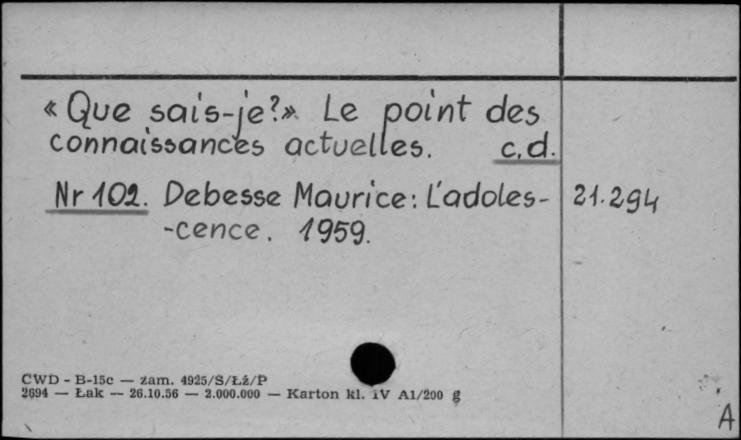 « Que sais-je?» Le point des
connaissances actuelles. c.d.
Nr 102. Debesse Maurice: L'adoles- 21.294
-cence. 1959.
CWD - B-15c — zam. 4925/S/Łż/P
2694 — Łak — 26.10.56 — 2.000.000 — Karton kl. IV A1/200 g
A